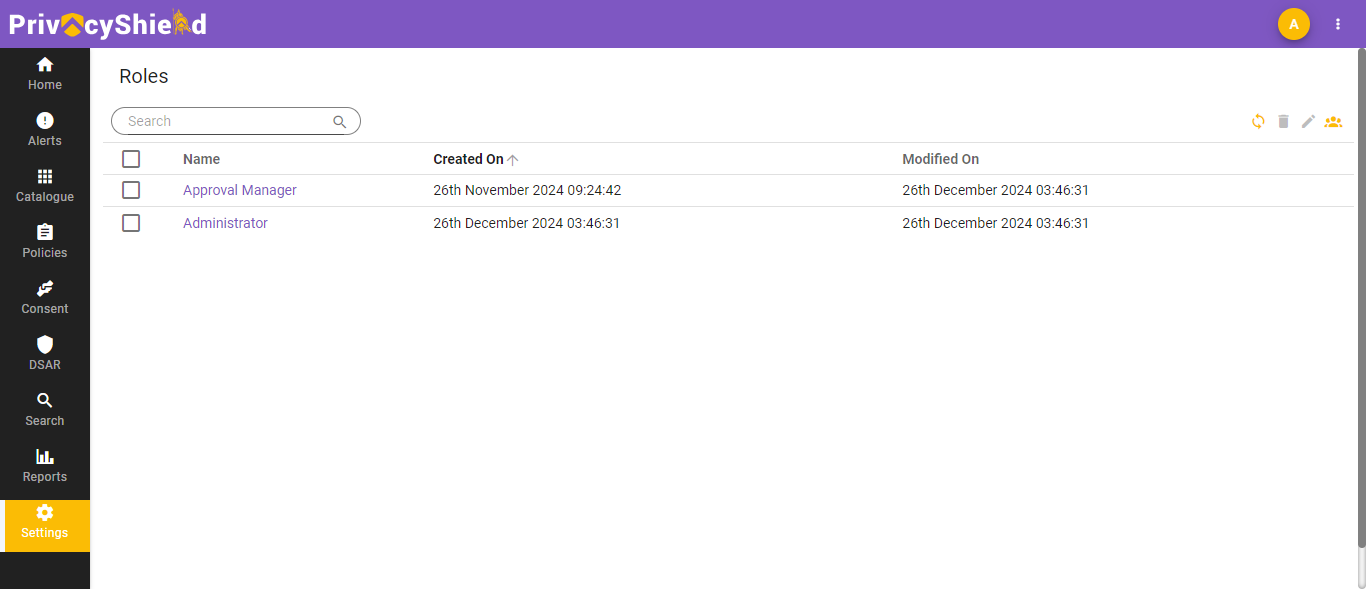 PrivacyShield
A
Home
Alerts
Catalogue
Policies
Consent
DSAR
Search
Reports
Settings
Roles
Search
Name Created On Modified On
Approval Manager 26th November 2024 09:24:42 26th December 2024 03:46:31
Administrator 26th December 2024 03:46:31 26th December 2024 03:46:31